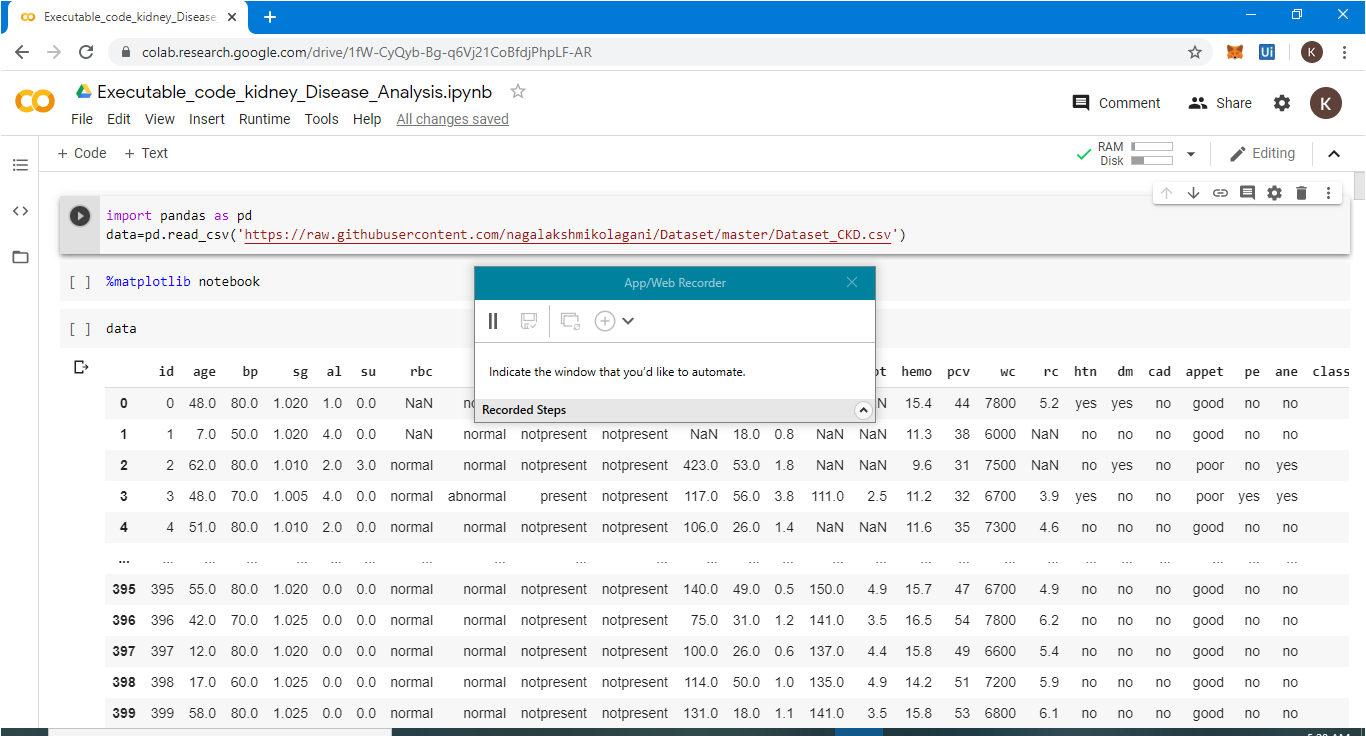 Executable_code_kidney_Disease
colab.research.google.com/drive/1fW-CyQyb-Bg-q6Vj21CoBfdjPhpLF-AR
Ui
K
Executable_code_kidney_Disease_Analysis.ipynb
File Edit View Insert Runtime Tools Help All changes saved
Comment Share K
+ Code + Text
RAM
Disk
Editing
import pandas as pd
data=pd.read_csv('https://raw.githubusercontent.com/nagalakshmikolagani/Dataset/master/Dataset_CKD.csv')
[ ] %matplotlib notebook
[ ] data
App/Web Recorder
Indicate the window that you'd like to automate.
Recorded Steps
id age bp sg al su rbc hemo pcv wc rc htn dm cad appet pe ane class
0 0 48.0 80.0 1.020 1.0 0.0 NaN 15.4 44 7800 5.2 yes yes no good no no
1 1 7.0 50.0 1.020 4.0 0.0 NaN normal notpresent notpresent NaN 18.0 0.8 NaN NaN 11.3 38 6000 NaN no no no good no no
2 2 62.0 80.0 1.010 2.0 3.0 normal normal notpresent notpresent 423.0 53.0 1.8 NaN NaN 9.6 31 7500 NaN no yes no poor no yes
3 3 48.0 70.0 1.005 4.0 0.0 normal abnormal present notpresent 117.0 56.0 3.8 111.0 2.5 11.2 32 6700 3.9 yes no no poor yes yes
4 4 51.0 80.0 1.010 2.0 0.0 normal normal notpresent notpresent 106.0 26.0 1.4 NaN NaN 11.6 35 7300 4.6 no no no good no no
... ... ... ... ... ... ... ... ... ... ... ... ... ... ... ... ... ... ... ... ... ... ... ... ... ...
395 395 55.0 80.0 1.020 0.0 0.0 normal normal notpresent notpresent 140.0 49.0 0.5 150.0 4.9 15.7 47 6700 4.9 no no no good no no
396 396 42.0 70.0 1.025 0.0 0.0 normal normal notpresent notpresent 75.0 31.0 1.2 141.0 3.5 16.5 54 7800 6.2 no no no good no no
397 397 12.0 80.0 1.020 0.0 0.0 normal normal notpresent notpresent 100.0 26.0 0.6 137.0 4.4 15.8 49 6600 5.4 no no no good no no
398 398 17.0 60.0 1.025 0.0 0.0 normal normal notpresent notpresent 114.0 50.0 1.0 135.0 4.9 14.2 51 7200 5.9 no no no good no no
399 399 58.0 80.0 1.025 0.0 0.0 normal normal notpresent notpresent 131.0 18.0 1.1 141.0 3.5 15.8 53 6800 6.1 no no no good no no